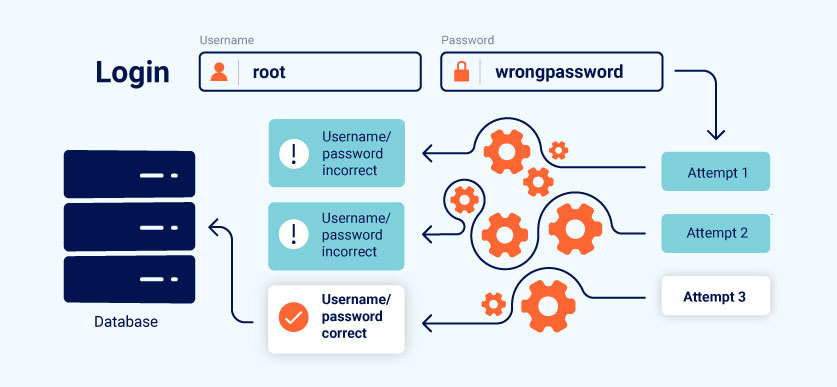 Username
Password
Login
root
wrongpassword
Username/
password
incorrect
Attempt 1
Username/
password
incorrect
Attempt 2
Username/
password
correct
Attempt 3
Database